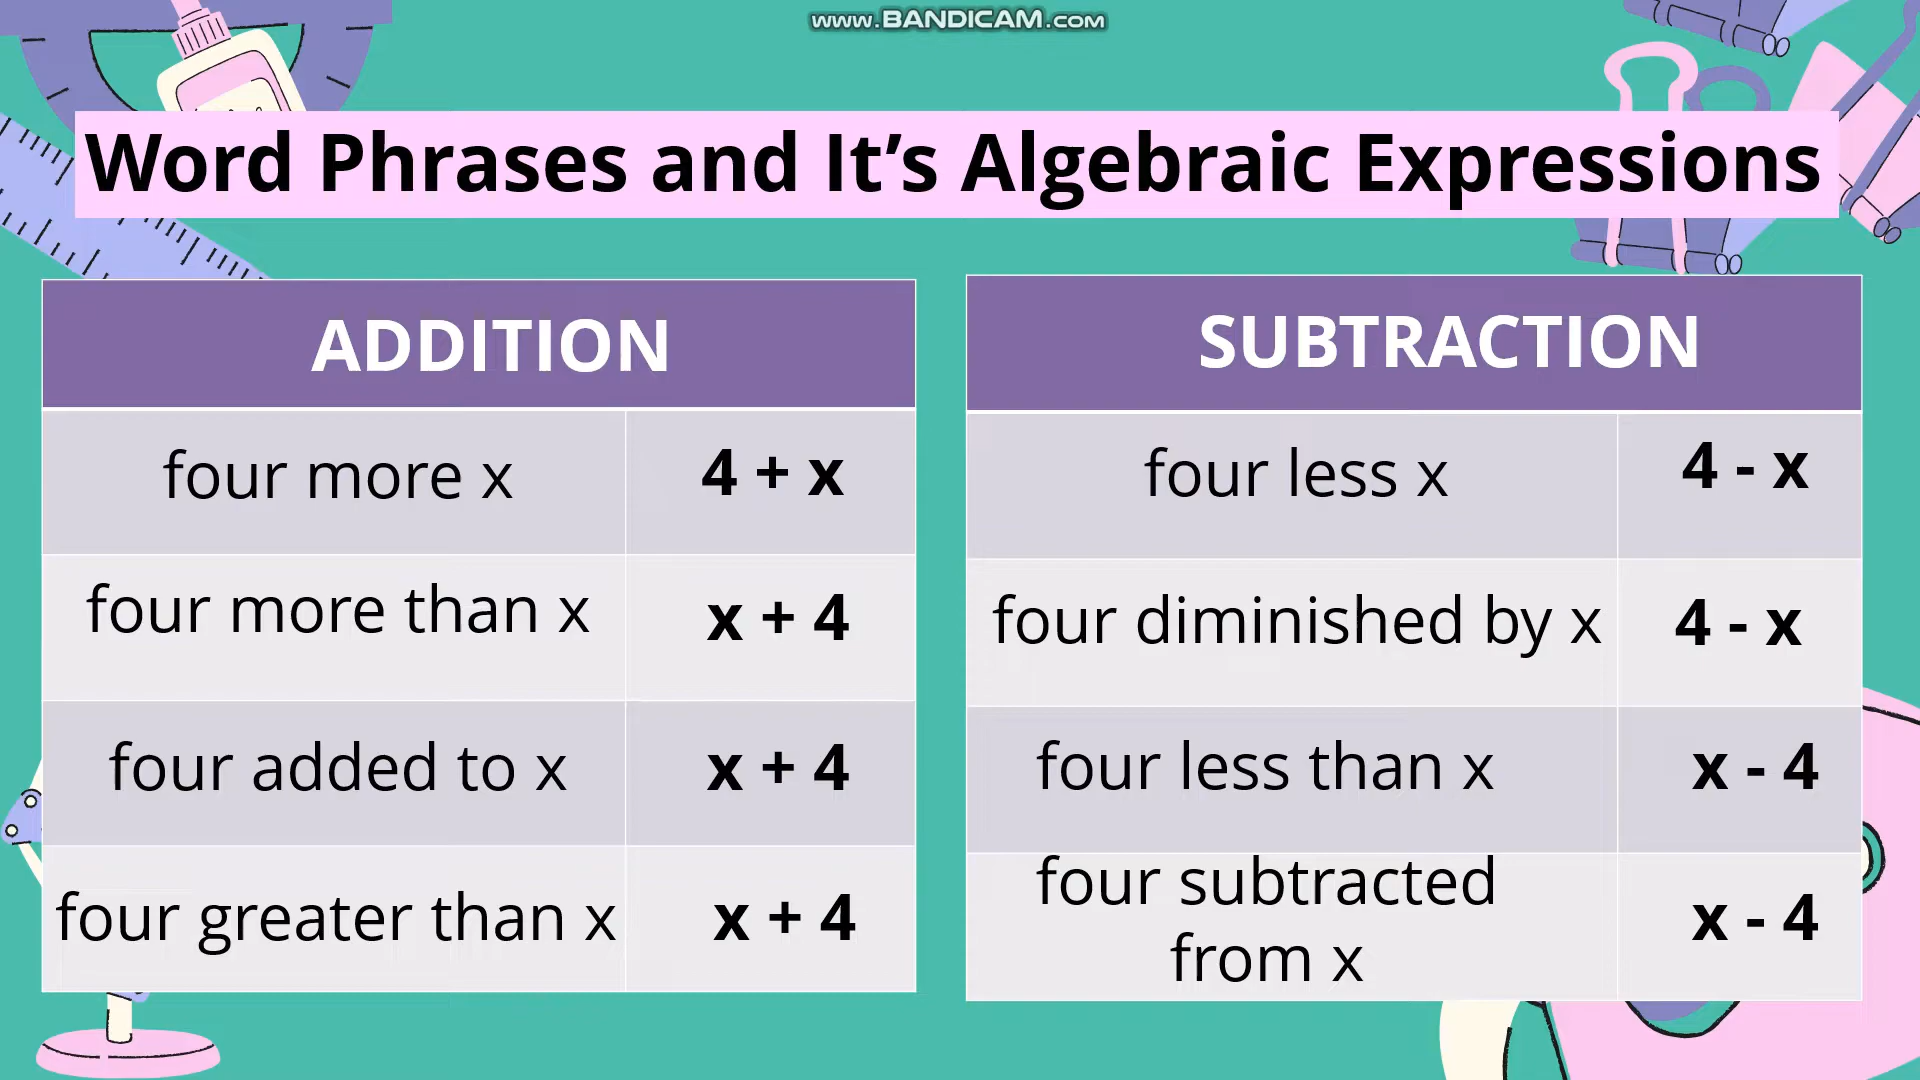 www.BANDICAM.com
Word Phrases and It’s Algebraic Expressions
ADDITION
four more x 4 + x
four more than x x + 4
four added to x x + 4
four greater than x x + 4
SUBTRACTION
four less x 4 - x
four diminished by x 4 - x
four less than x x - 4
four subtracted
from x x - 4